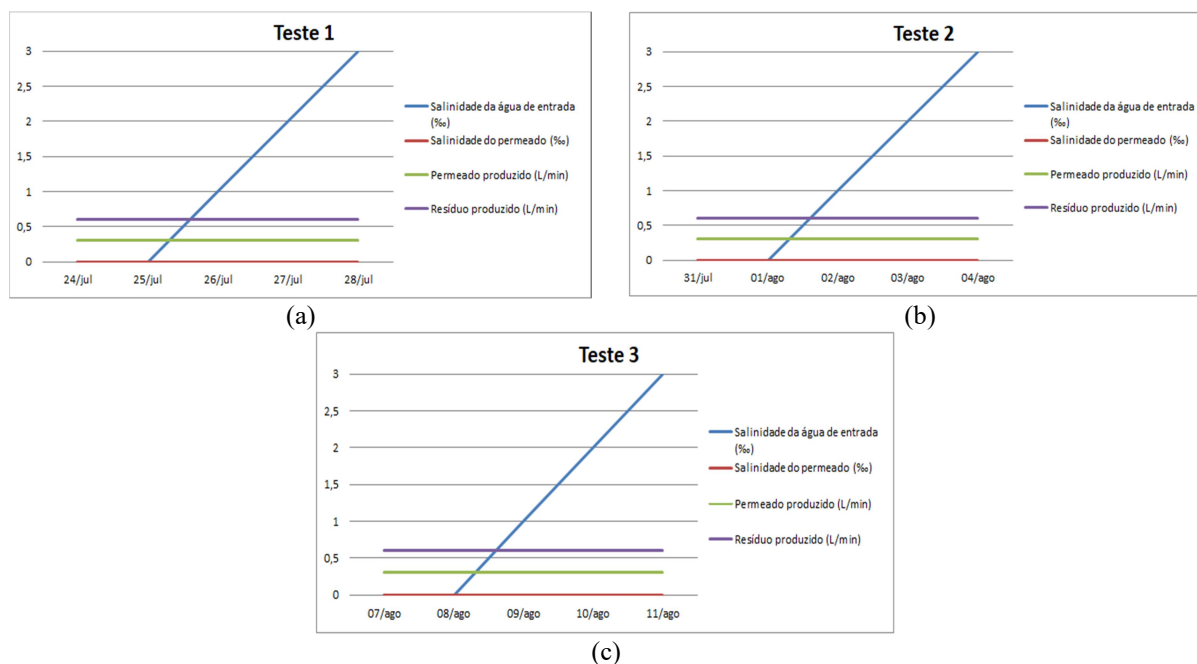 Teste 1
3
2,5
2
1,5
1
0,5
0
24/jul 25/jul 26/jul 27/jul 28/jul
Salinidade da água de entrada
(‰)
Salinidade do permeado (‰)
Permeado produzido (L/min)
Resíduo produzido (L/min)
(a)
Teste 2
3
2,5
2
1,5
1
0,5
0
31/jul 01/ago 02/ago 03/ago 04/ago
Salinidade da água de entrada
(‰)
Salinidade do permeado (‰)
Permeado produzido (L/min)
Resíduo produzido (L/min)
(b)
Teste 3
3
2,5
2
1,5
1
0,5
0
07/ago 08/ago 09/ago 10/ago 11/ago
Salinidade da água de entrada
(‰)
Salinidade do permeado (‰)
Permeado produzido (L/min)
Resíduo produzido (L/min)
(c)